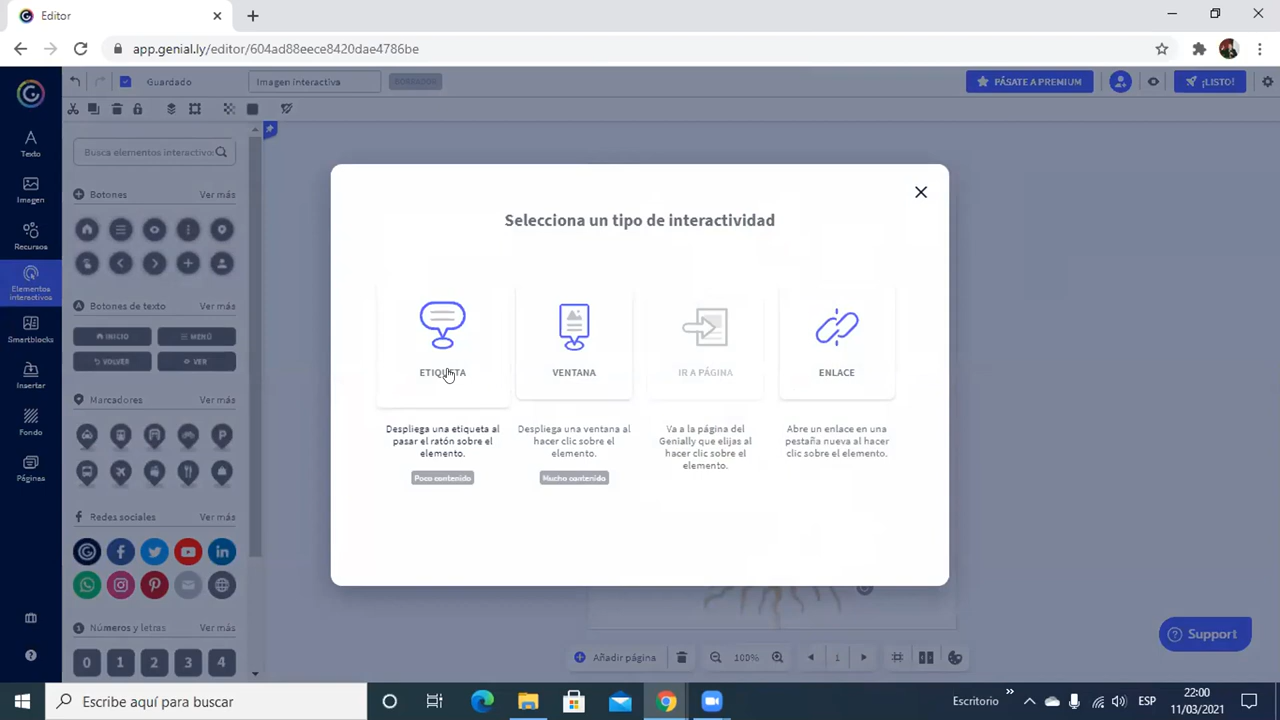 Editor
app.genial.ly/editor/604ad88eece8420dae4786be
Guardado
Imagen interactiva
BORRADOR
PÁSATE A PREMIUM
¡LISTO!
Texto
Imagen
Recursos
Elementos
interactivos
Smartblocks
Insertar
Fondo
Páginas
Busca elementos interactivos
Botones
Ver más
Botones de texto
Ver más
INICIO
MENÚ
VOLVER
VER
Marcadores
Ver más
Redes sociales
Ver más
Números y letras
Ver más
0 1 2 3 4
Selecciona un tipo de interactividad
ETIQUETA
VENTANA
IR A PÁGINA
ENLACE
Despliega una etiqueta al
pasar el ratón sobre el
elemento.
Poco contenido
Despliega una ventana al
hacer clic sobre el
elemento.
Mucho contenido
Va a la página del
Genially que elijas al
hacer clic sobre el
elemento.
Abre un enlace en una
pestaña nueva al hacer
clic sobre el elemento.
Añadir página
100%
1
Support
Escribe aquí para buscar
Escritorio
ESP
22:00
11/03/2021